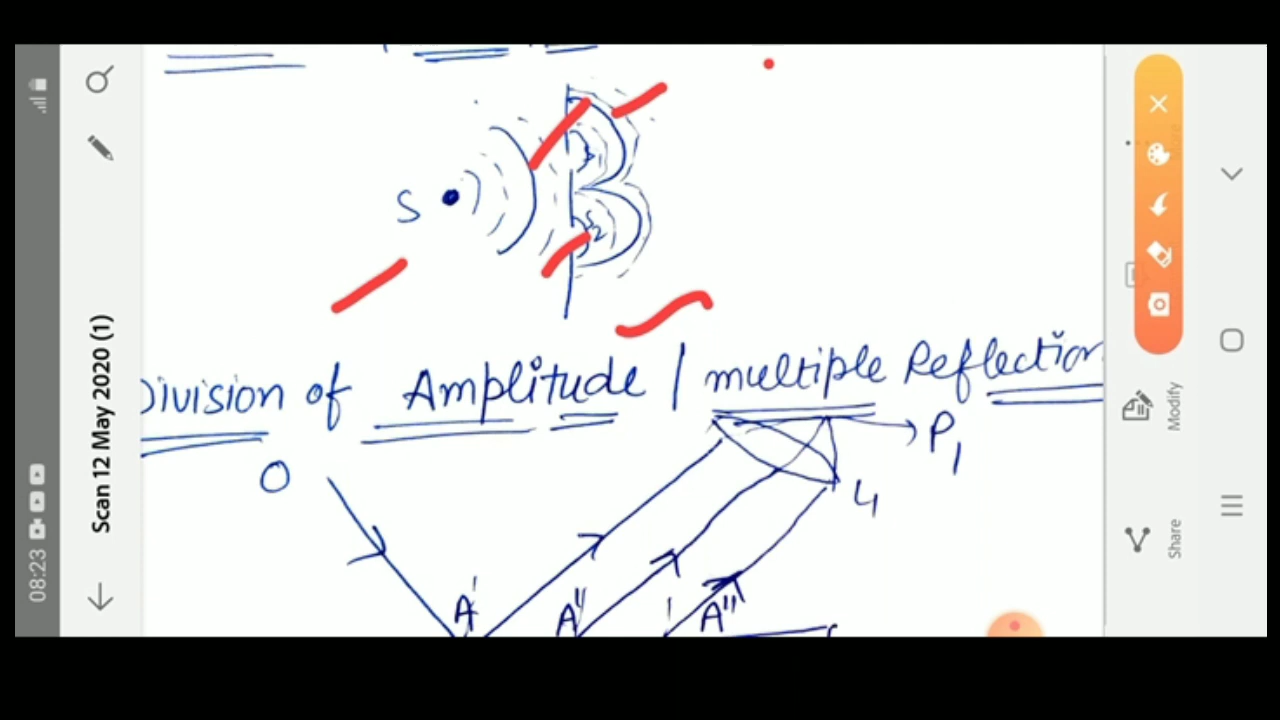 S
Division of Amplitude / multiple Reflection
O
P1
L1
A'
A"
A'''
08:23
Scan 12 May 2020 (1)
Modify
Share